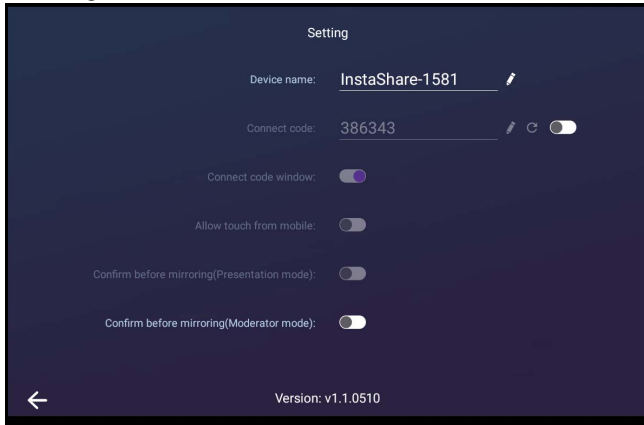 Setting
Device name: InstaShare-1581
Connect code: 386343
Connect code window:
Allow touch from mobile:
Confirm before mirroring(Presentation mode):
Confirm before mirroring(Moderator mode):
Version: v1.1.0510